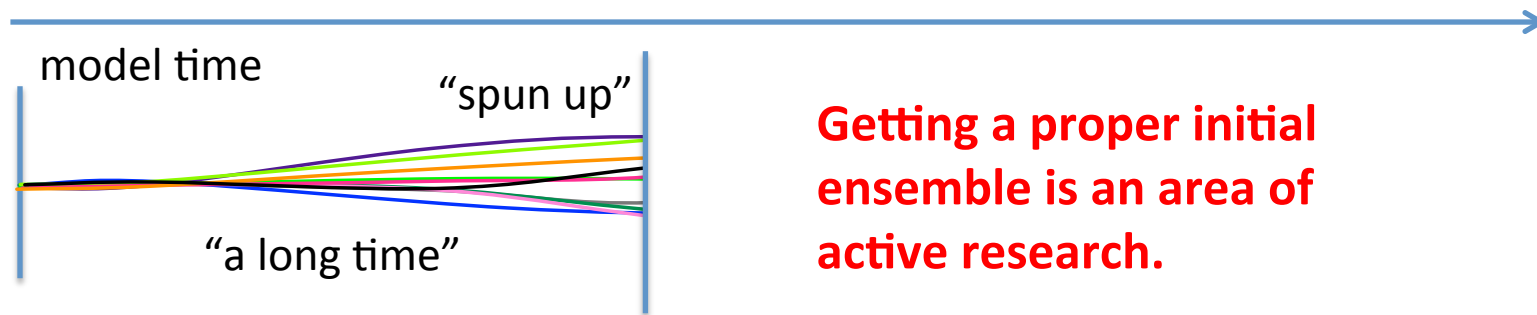 model time
“spun up”
“a long time”
Getting a proper initial
ensemble is an area of
active research.